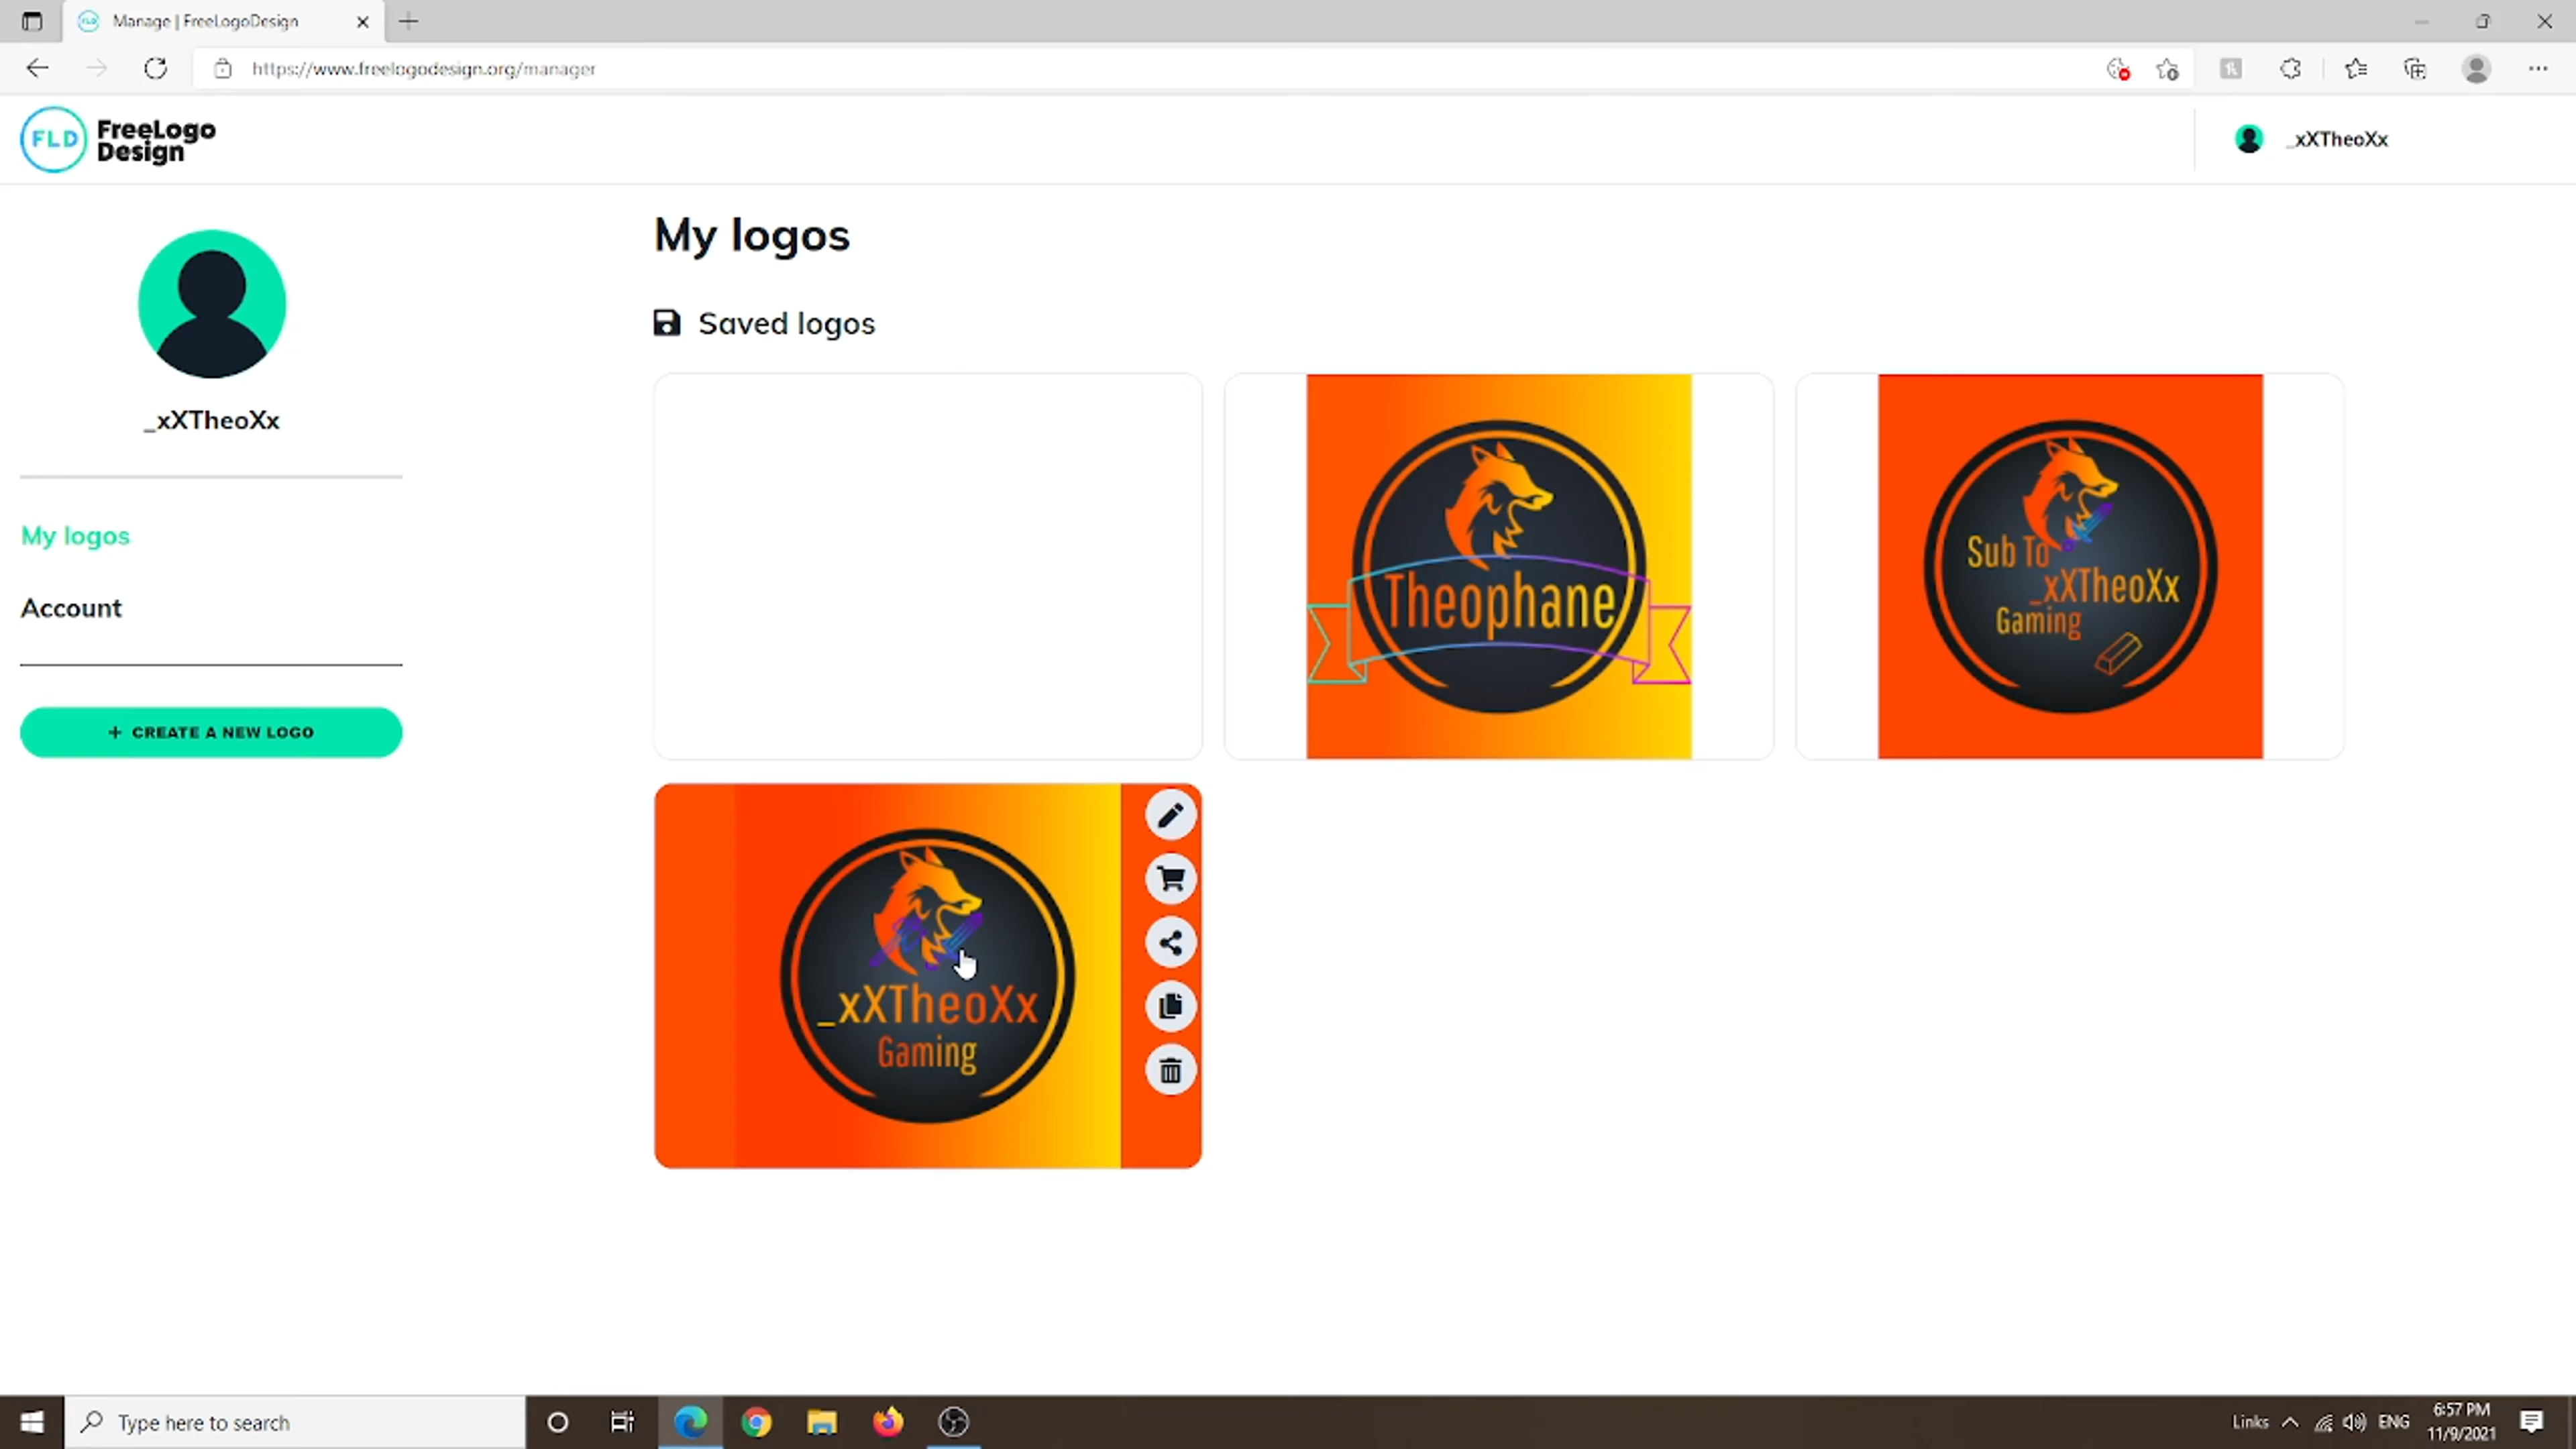 Manage | FreeLogoDesign
https://www.freelogodesign.org/manager
FLD
FreeLogo
Design
_xXTheoXx
_xXTheoXx
My logos
Account
+ CREATE A NEW LOGO
My logos
Saved logos
Theophane
Sub To
_xXTheoXx
Gaming
_xXTheoXx
Gaming
Type here to search
Links
ENG
6:57 PM
11/9/2021